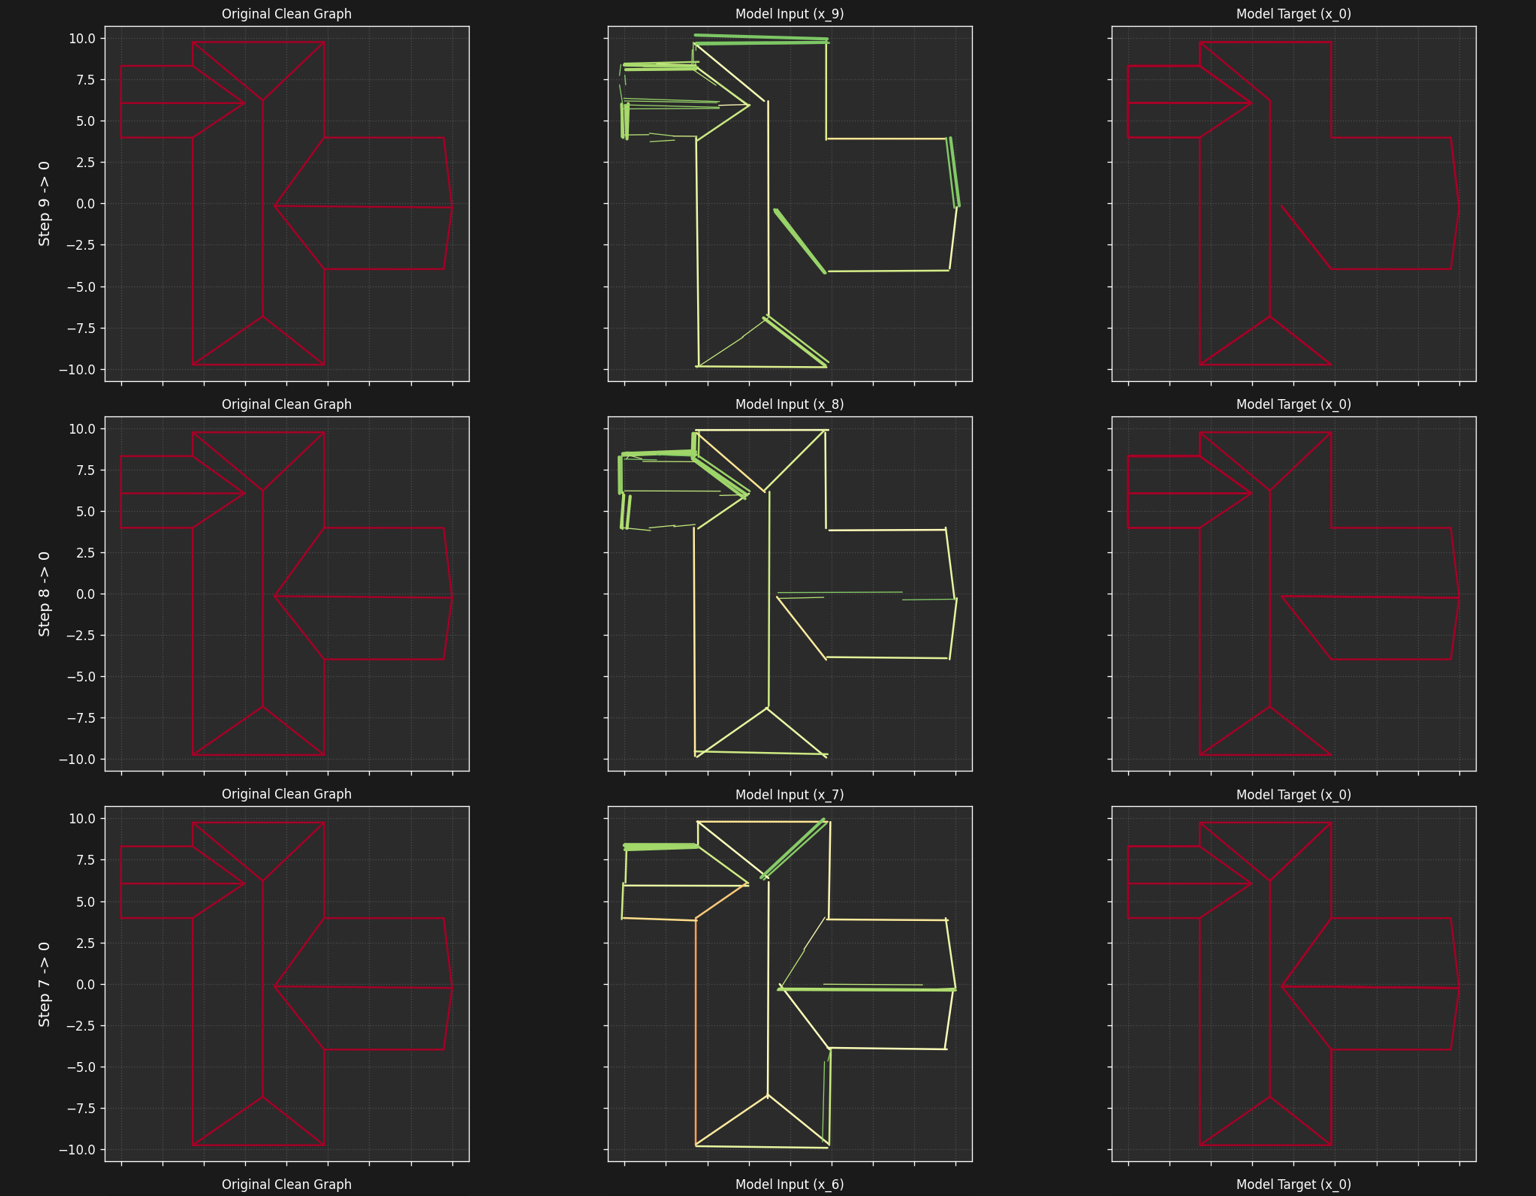 Original Clean Graph
Model Input (x_9)
Model Target (x_0)
Step 9 -> 0
10.0
7.5
5.0
2.5
0.0
−2.5
−5.0
−7.5
−10.0
Original Clean Graph
Model Input (x_8)
Model Target (x_0)
Step 8 -> 0
10.0
7.5
5.0
2.5
0.0
−2.5
−5.0
−7.5
−10.0
Original Clean Graph
Model Input (x_7)
Model Target (x_0)
Step 7 -> 0
10.0
7.5
5.0
2.5
0.0
−2.5
−5.0
−7.5
−10.0
Original Clean Graph
Model Input (x_6)
Model Target (x_0)